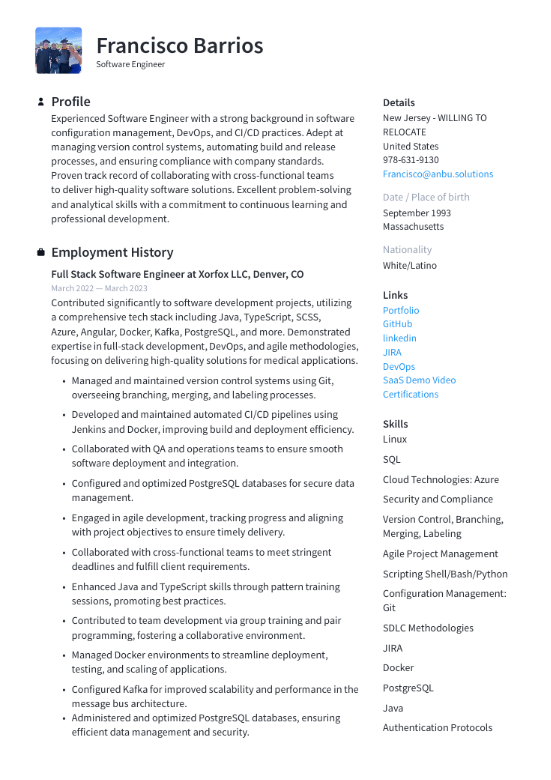 Francisco Barrios
Software Engineer
Profile
Experienced Software Engineer with a strong background in software
configuration management, DevOps, and CI/CD practices. Adept at
managing version control systems, automating build and release
processes, and ensuring compliance with company standards.
Proven track record of collaborating with cross-functional teams
to deliver high-quality software solutions. Excellent problem-solving
and analytical skills with a commitment to continuous learning and
professional development.
Employment History
Full Stack Software Engineer at Xorfox LLC, Denver, CO
March 2022 — March 2023
Contributed significantly to software development projects, utilizing
a comprehensive tech stack including Java, TypeScript, SCSS,
Azure, Angular, Docker, Kafka, PostgreSQL, and more. Demonstrated
expertise in full-stack development, DevOps, and agile methodologies,
focusing on delivering high-quality solutions for medical applications.
• Managed and maintained version control systems using Git,
overseeing branching, merging, and labeling processes.
• Developed and maintained automated CI/CD pipelines using
Jenkins and Docker, improving build and deployment efficiency.
• Collaborated with QA and operations teams to ensure smooth
software deployment and integration.
• Configured and optimized PostgreSQL databases for secure data
management.
• Engaged in agile development, tracking progress and aligning
with project objectives to ensure timely delivery.
• Collaborated with cross-functional teams to meet stringent
deadlines and fulfill client requirements.
• Enhanced Java and TypeScript skills through pattern training
sessions, promoting best practices.
• Contributed to team development via group training and pair
programming, fostering a collaborative environment.
• Managed Docker environments to streamline deployment,
testing, and scaling of applications.
• Configured Kafka for improved scalability and performance in the
message bus architecture.
• Administered and optimized PostgreSQL databases, ensuring
efficient data management and security.
Details
New Jersey - WILLING TO
RELOCATE
United States
978-631-9130
Francisco@anbu.solutions
Date / Place of birth
September 1993
Massachusetts
Nationality
White/Latino
Links
Portfolio
GitHub
linkedin
JIRA
DevOps
SaaS Demo Video
Certifications
Skills
Linux
SQL
Cloud Technologies: Azure
Security and Compliance
Version Control, Branching,
Merging, Labeling
Agile Project Management
Scripting Shell/Bash/Python
Configuration Management:
Git
SDLC Methodologies
JIRA
Docker
PostgreSQL
Java
Authentication Protocols